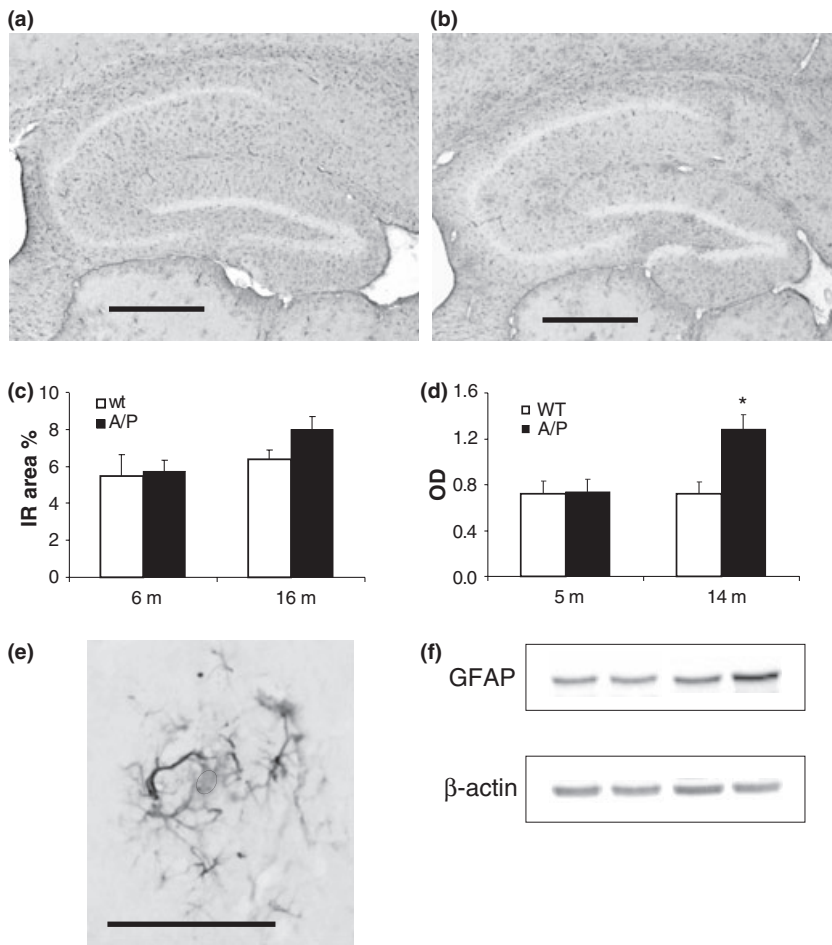 (a)
(b)
(c)
10
8
6
4
2
0
IR area %
wt
A/P
6 m
16 m
(d)
1.6
1.2
0.8
0.4
0.0
OD
WT
A/P
*
5 m
14 m
(e)
(f)
GFAP
β-actin